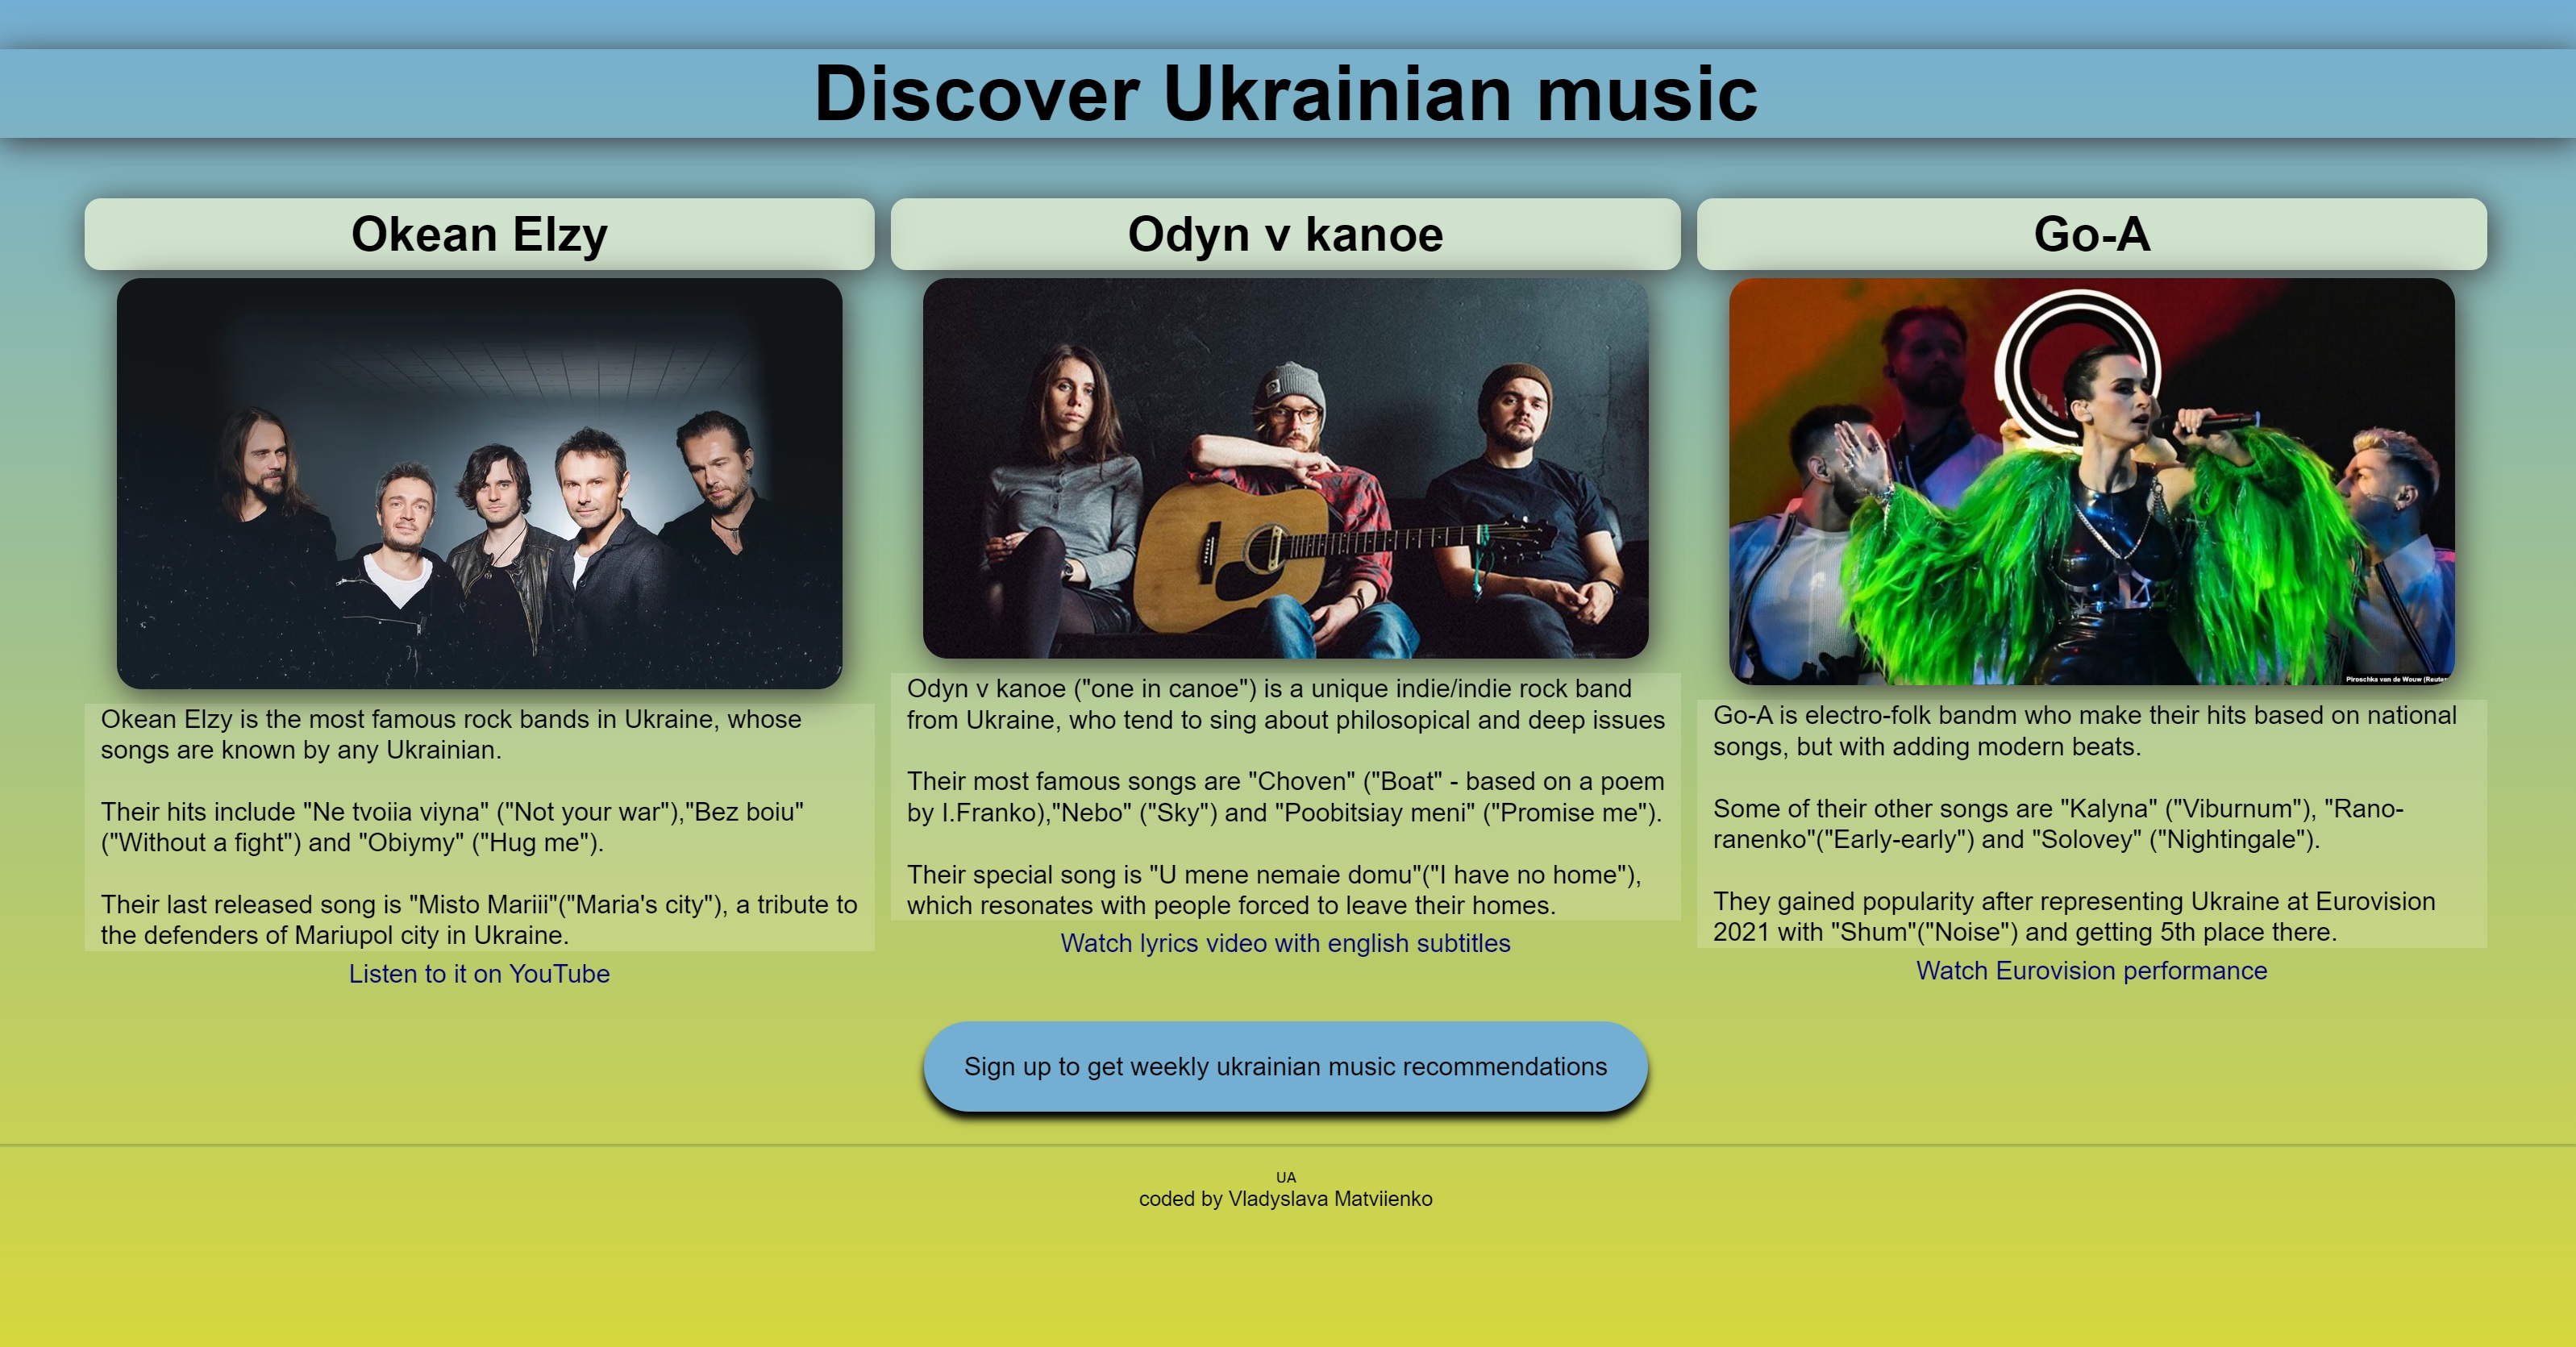 Discover Ukrainian music
Okean Elzy
Okean Elzy is the most famous rock bands in Ukraine, whose
songs are known by any Ukrainian.
Their hits include "Ne tvoiia viyna" ("Not your war"),"Bez boiu"
("Without a fight") and "Obiymy" ("Hug me").
Their last released song is "Misto Mariii"("Maria's city"), a tribute to
the defenders of Mariupol city in Ukraine.
Listen to it on YouTube
Odyn v kanoe
Odyn v kanoe ("one in canoe") is a unique indie/indie rock band
from Ukraine, who tend to sing about philosopical and deep issues
Their most famous songs are "Choven" ("Boat" - based on a poem
by I.Franko),"Nebo" ("Sky") and "Poobitsiay meni" ("Promise me").
Their special song is "U mene nemaie domu"("I have no home"),
which resonates with people forced to leave their homes.
Watch lyrics video with english subtitles
Go-A
Piroschka van de Wouw (Reuter
Go-A is electro-folk bandm who make their hits based on national
songs, but with adding modern beats.
Some of their other songs are "Kalyna" ("Viburnum"), "Rano-
ranenko"("Early-early") and "Solovey" ("Nightingale").
They gained popularity after representing Ukraine at Eurovision
2021 with "Shum"("Noise") and getting 5th place there.
Watch Eurovision performance
Sign up to get weekly ukrainian music recommendations
UA
coded by Vladyslava Matviienko